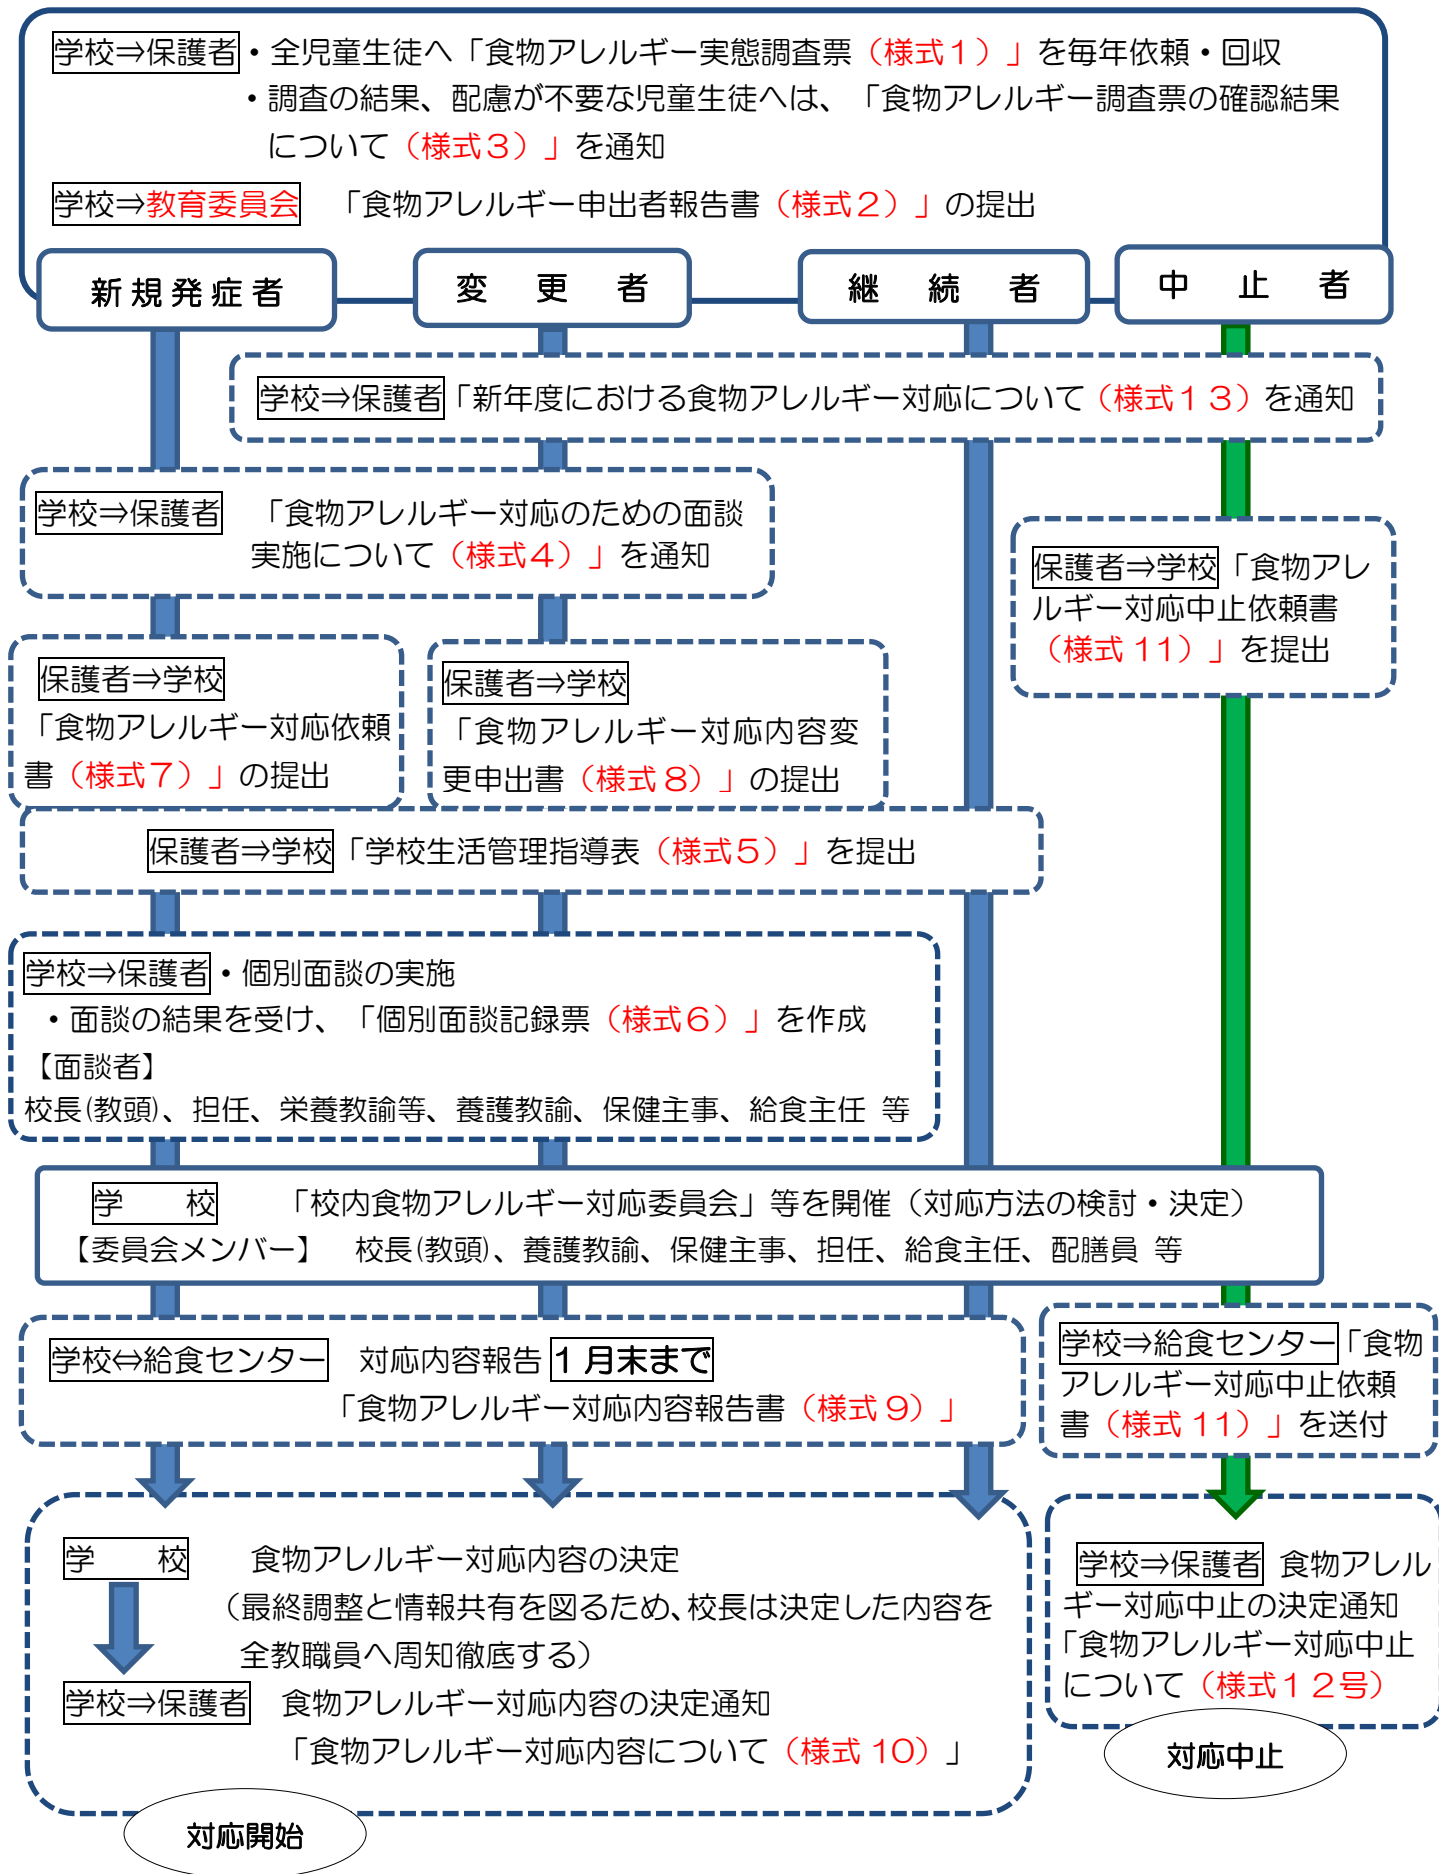 学校⇒保護者・全児童生徒へ「食物アレルギー実態調査票（様式１）」を毎年依頼・回収
・調査の結果、配慮が不要な児童生徒へは、「食物アレルギー調査票の確認結果
について（様式３）」を通知
学校⇒教育委員会　「食物アレルギー申出者報告書（様式２）」の提出
新規発症者
変　更　者
継　続　者
中　止　者
学校⇒保護者「新年度における食物アレルギー対応について（様式１３）を通知
学校⇒保護者　「食物アレルギー対応のための面談
実施について（様式４）」を通知
保護者⇒学校「食物アレ
ルギー対応中止依頼書
（様式 11）」を提出
保護者⇒学校
「食物アレルギー対応依頼
書（様式７）」の提出
保護者⇒学校
「食物アレルギー対応内容変
更申出書（様式８）」の提出
保護者⇒学校「学校生活管理指導表（様式５）」を提出
学校⇒保護者・個別面談の実施
・面談の結果を受け、「個別面談記録票（様式６）」を作成
【面談者】
校長(教頭)、担任、栄養教諭等、養護教諭、保健主事、給食主任 等
学　　校　　「校内食物アレルギー対応委員会」等を開催（対応方法の検討・決定）
【委員会メンバー】　校長(教頭)、養護教諭、保健主事、担任、給食主任、配膳員 等
学校⇔給食センター　対応内容報告 １月末まで
「食物アレルギー対応内容報告書（様式９）」
学校⇒給食センター「食物
アレルギー対応中止依頼
書（様式 11）」を送付
学　　校　　食物アレルギー対応内容の決定
（最終調整と情報共有を図るため、校長は決定した内容を
全教職員へ周知徹底する）
学校⇒保護者　食物アレルギー対応内容の決定通知
「食物アレルギー対応内容について（様式 10）」
対応開始
学校⇒保護者 食物アレル
ギー対応中止の決定通知
「食物アレルギー対応中止
について（様式１２号）
対応中止